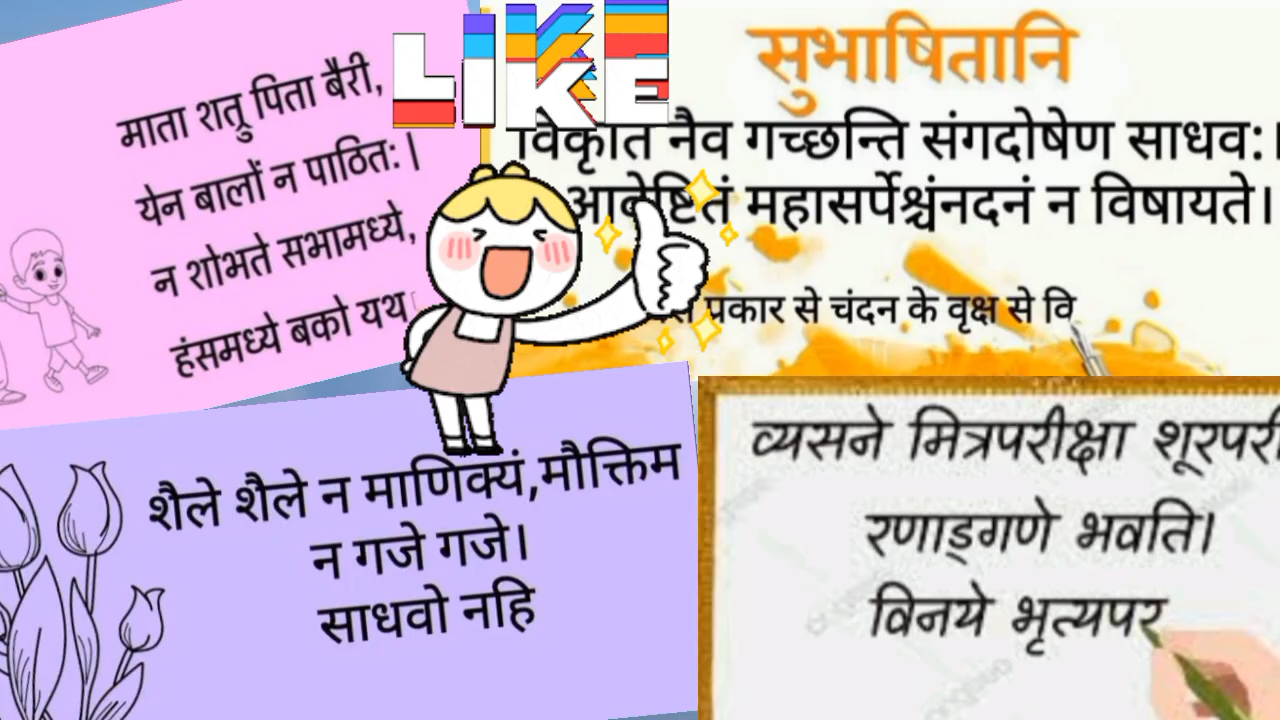 माता शतु्र पिता बैरी,
येन बालों न पाठित: |
न शोभते सभामध्ये,
हंसमध्ये बको यथ
LIKE
सुभाषितानि
विकृति नैव गच्छन्ति संगदोषेण साधव: |
आवेष्टितं महासर्पेश्चंनदनं न विषायते।
प्रकार से चंदन के वृक्ष से वि
शैले शैले न माणिक्यं,मौक्तिम
न गजे गजे।
साधवो नहि
व्यसने मित्रपरीक्षा शूरपरी
रणाड्गणे भवति।
विनये भृत्यपर